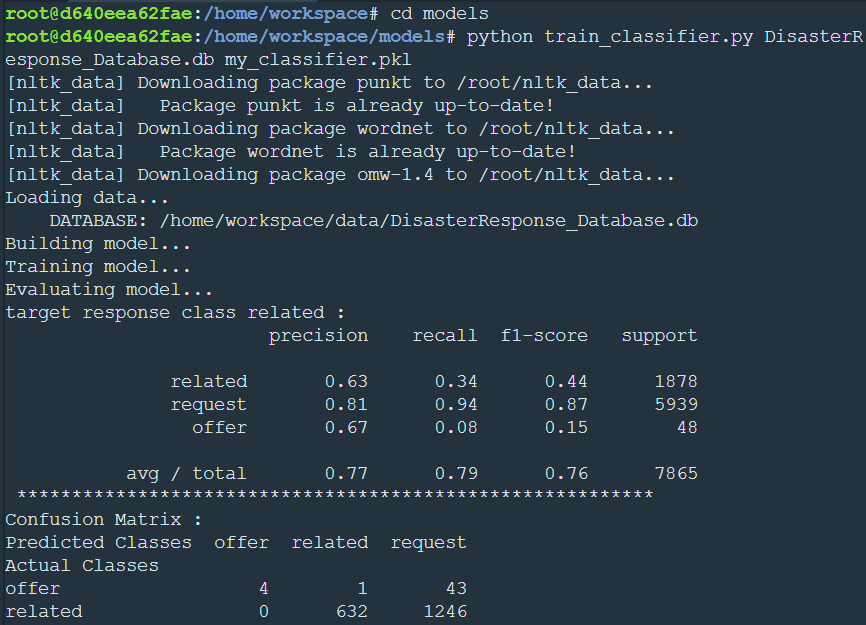 root@d640eea62fae:/home/workspace# cd models
root@d640eea62fae:/home/workspace/models# python train_classifier.py DisasterR
esponse_Database.db my_classifier.pkl
[nltk_data] Downloading package punkt to /root/nltk_data...
[nltk_data]   Package punkt is already up-to-date!
[nltk_data] Downloading package wordnet to /root/nltk_data...
[nltk_data]   Package wordnet is already up-to-date!
[nltk_data] Downloading package omw-1.4 to /root/nltk_data...
Loading data...
    DATABASE: /home/workspace/data/DisasterResponse_Database.db
Building model...
Training model...
Evaluating model...
target response class related :
                        precision    recall  f1-score   support
               related       0.63      0.34      0.44      1878
               request       0.81      0.94      0.87      5939
                 offer       0.67      0.08      0.15        48
           avg / total       0.77      0.79      0.76      7865
 **********************************************************
Confusion Matrix :
Predicted Classes  offer  related  request
Actual Classes
offer                  4        1       43
related                0      632     1246